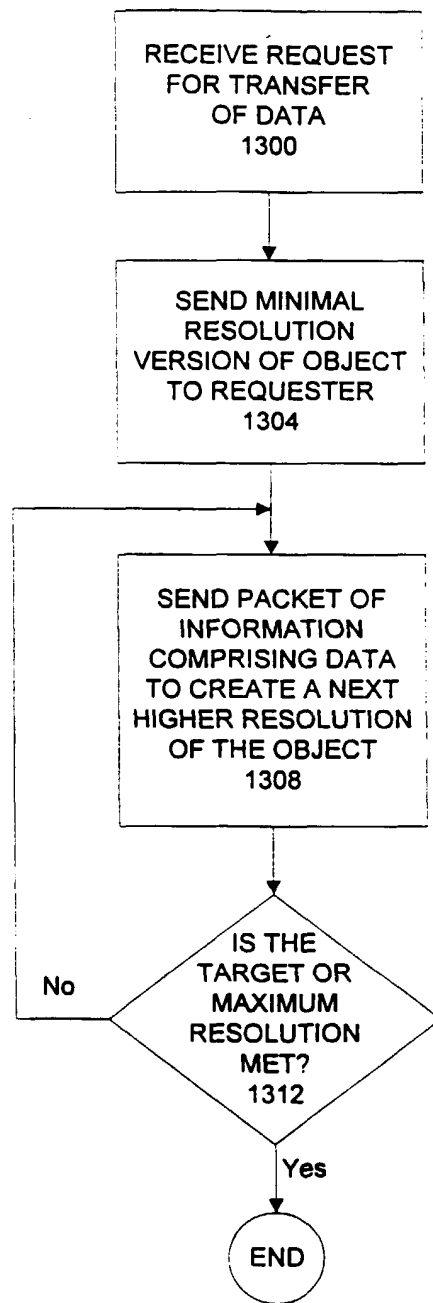 RECEIVE REQUEST
FOR TRANSFER
OF DATA
1300
SEND MINIMAL
RESOLUTION
VERSION OF OBJECT
TO REQUESTER
1304
SEND PACKET OF
INFORMATION
COMPRISING DATA
TO CREATE A NEXT
HIGHER RESOLUTION
OF THE OBJECT
1308
IS THE
TARGET OR
MAXIMUM
RESOLUTION
MET?
1312
No
Yes
END